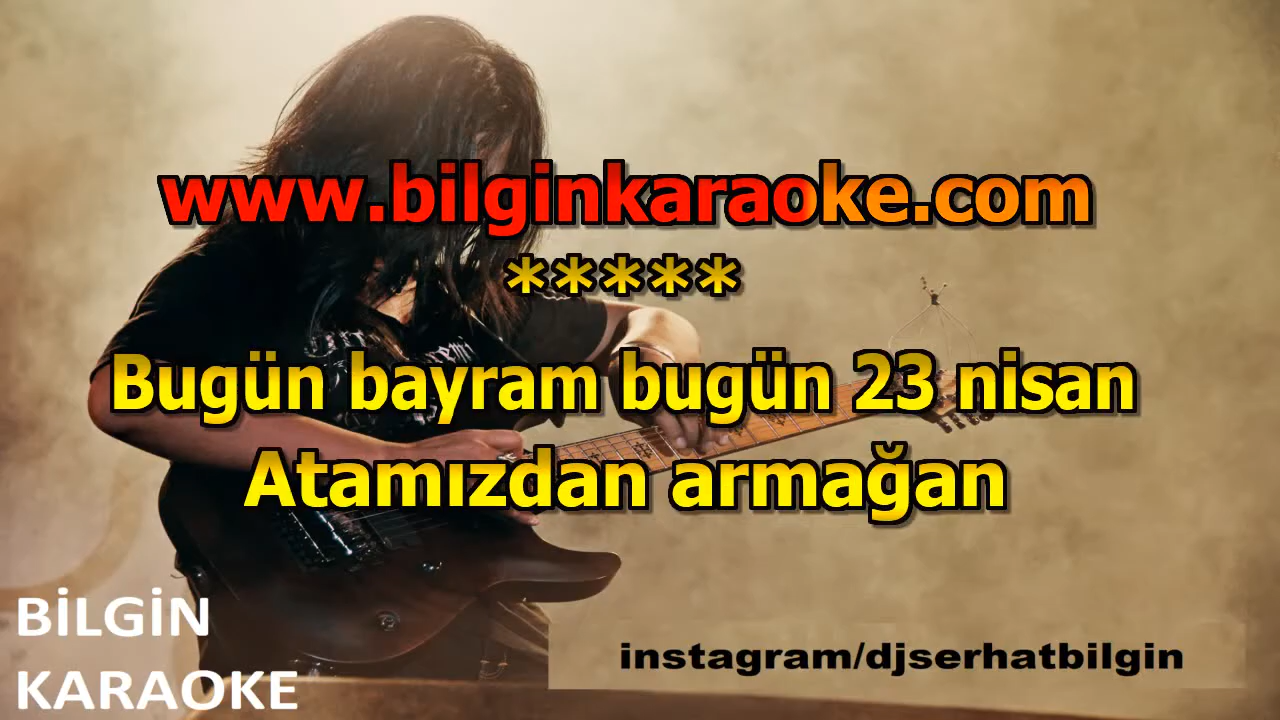 www.bilginkaraoke.com
*****
Bugün bayram bugün 23 nisan
Atamızdan armağan
BİLGİN
KARAOKE
instagram/djserhatbilgin